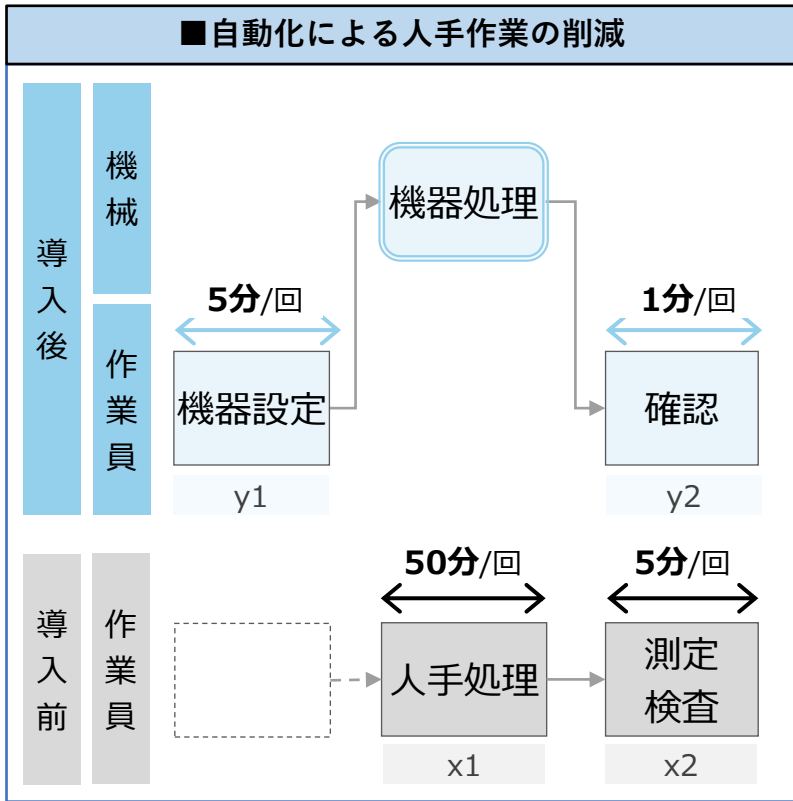 ■自動化による人手作業の削減
導入後
機械
作業員
機器処理
5分/回
機器設定
y1
1分/回
確認
y2
導入前
作業員
50分/回
人手処理
x1
5分/回
測定
検査
x2